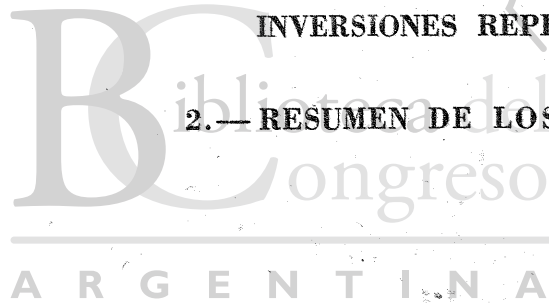 INVERSIONES
2.— RESUMEN DE LOS
Biblioteca del
Congreso
ARGENTINA